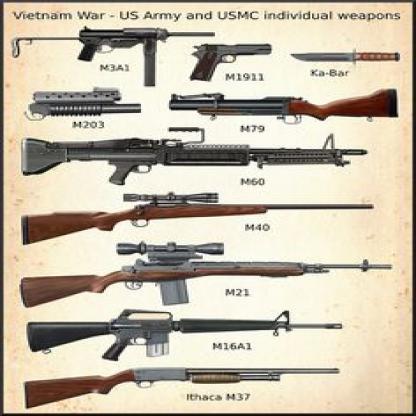 Vietnam War - US Army and USMC individual weapons
M3A1
M1911
Ka-Bar
M203
M79
M60
M40
M21
M16A1
Ithaca M37